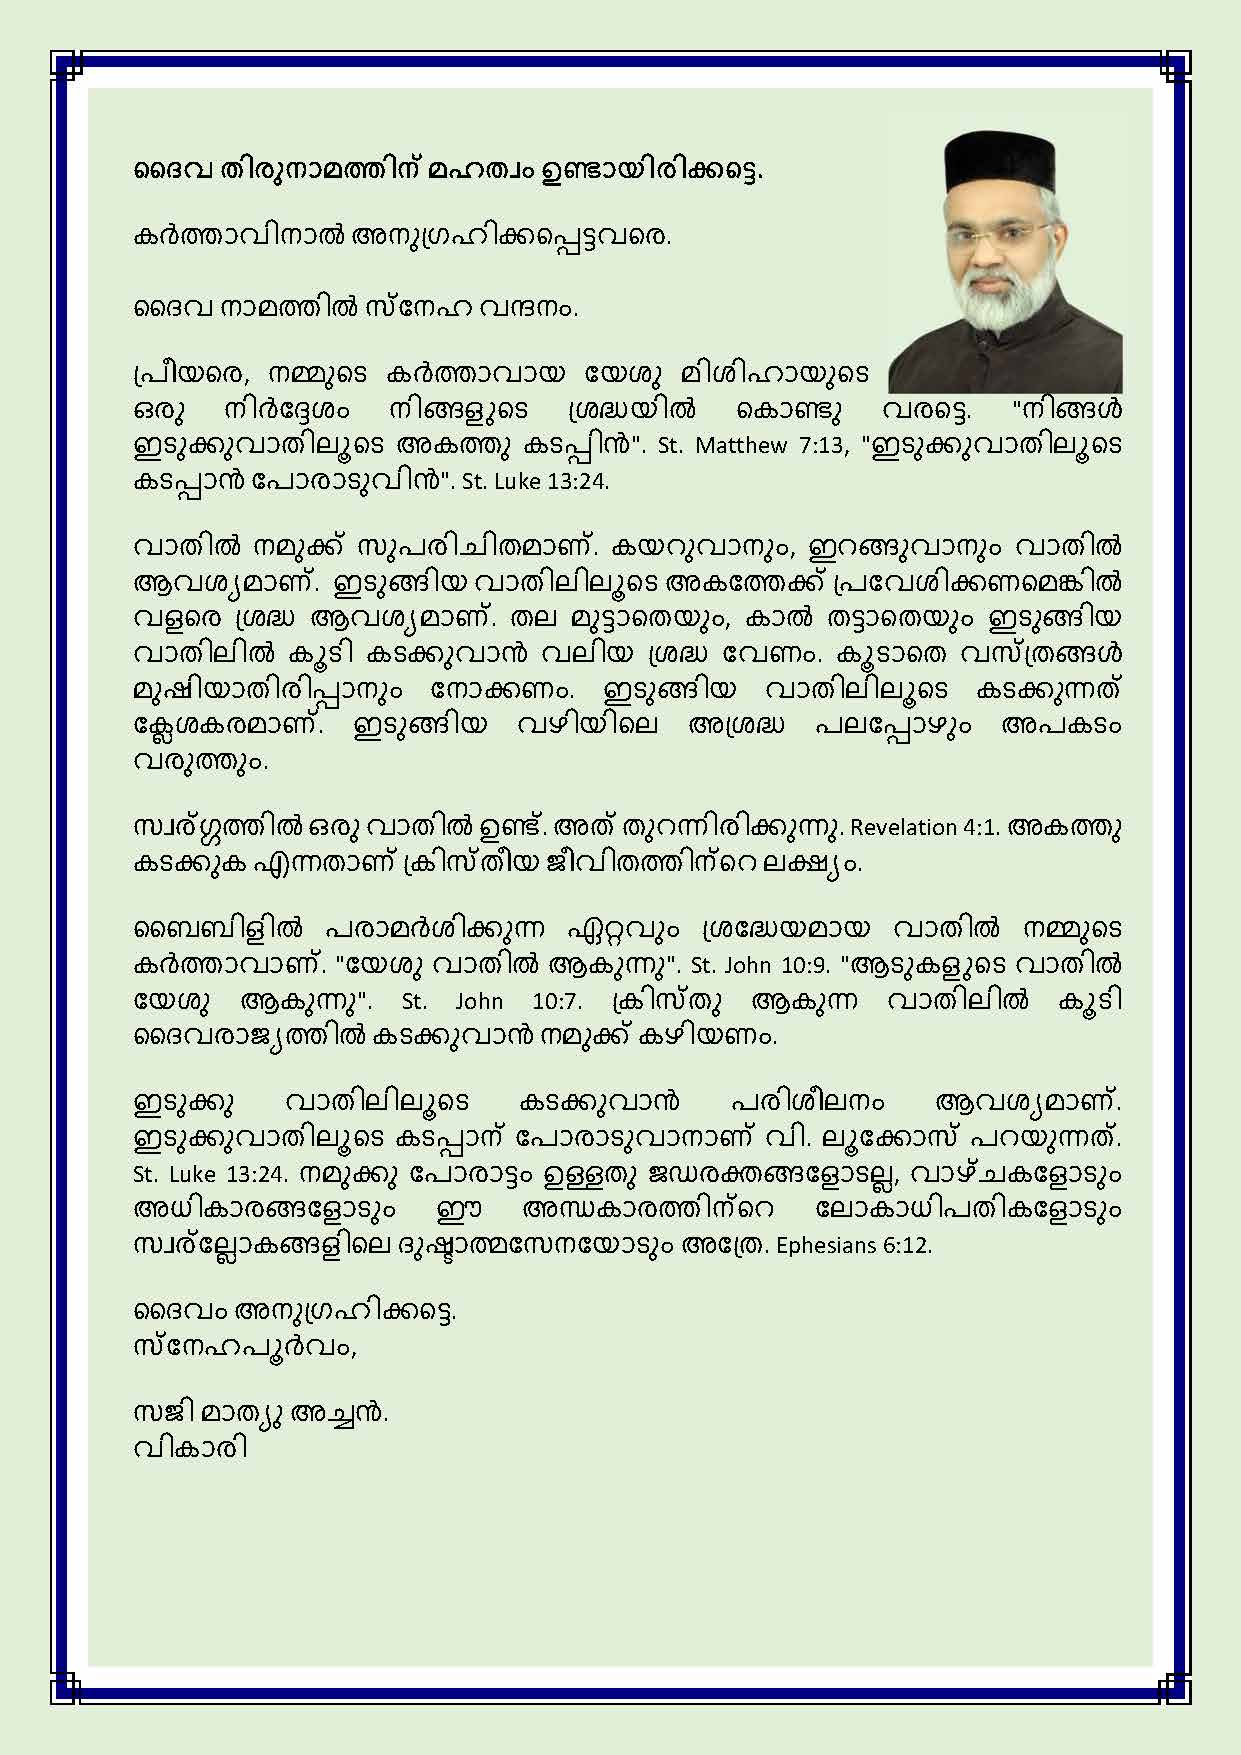 ദൈവ തിരുനാമത്തിന് മഹത്വം ഉണ്ടായിരിക്കട്ടെ.
കർത്താവിനാൽ അനുഗ്രഹിക്കപ്പെട്ടവരെ.
ദൈവ നാമത്തിൽ സ്നേഹ വന്ദനം.
പ്രീയരെ, നമ്മുടെ കർത്താവായ യേശു മിശിഹായുടെ
ഒരു നിർദ്ദേശം നിങ്ങളുടെ ശ്രദ്ധയിൽ കൊണ്ടു വരട്ടെ. "നിങ്ങൾ
ഇടുക്കുവാതിലൂടെ അകത്തു കടപ്പിൻ". St. Matthew 7:13, "ഇടുക്കുവാതിലൂടെ
കടപ്പാൻ പോരാടുവിൻ". St. Luke 13:24.
വാതിൽ നമുക്ക് സുപരിചിതമാണ്. കയറുവാനും, ഇറങ്ങുവാനും വാതിൽ
ആവശ്യമാണ്. ഇടുങ്ങിയ വാതിലിലൂടെ അകത്തേക്ക് പ്രവേശിക്കണമെങ്കിൽ
വളരെ ശ്രദ്ധ ആവശ്യമാണ്. തല മുട്ടാതെയും, കാൽ തട്ടാതെയും ഇടുങ്ങിയ
വാതിലിൽ കൂടി കടക്കുവാൻ വലിയ ശ്രദ്ധ വേണം. കൂടാതെ വസ്ത്രങ്ങൾ
മുഷിയാതിരിപ്പാനും നോക്കണം. ഇടുങ്ങിയ വാതിലിലൂടെ കടക്കുന്നത്
ക്ലേശകരമാണ്. ഇടുങ്ങിയ വഴിയിലെ അശ്രദ്ധ പലപ്പോഴും അപകടം
വരുത്തും.
സ്വര്ഗ്ഗത്തിൽ ഒരു വാതിൽ ഉണ്ട്. അത് തുറന്നിരിക്കുന്നു. Revelation 4:1. അകത്തു
കടക്കുക എന്നതാണ് ക്രിസ്തീയ ജീവിതത്തിന്റെ ലക്ഷ്യം.
ബൈബിളിൽ പരാമർശിക്കുന്ന ഏറ്റവും ശ്രദ്ധേയമായ വാതിൽ നമ്മുടെ
കർത്താവാണ്. "യേശു വാതിൽ ആകുന്നു". St. John 10:9. "ആടുകളുടെ വാതിൽ
യേശു ആകുന്നു". St. John 10:7. ക്രിസ്തു ആകുന്ന വാതിലിൽ കൂടി
ദൈവരാജ്യത്തിൽ കടക്കുവാൻ നമുക്ക് കഴിയണം.
ഇടുക്കു വാതിലിലൂടെ കടക്കുവാൻ പരിശീലനം ആവശ്യമാണ്.
ഇടുക്കുവാതിലൂടെ കടപ്പാന് പോരാടുവാനാണ് വി. ലൂക്കോസ് പറയുന്നത്.
St. Luke 13:24. നമുക്കു പോരാട്ടം ഉള്ളതു ജഡരക്തങ്ങളോടല്ല, വാഴ്ചകളോടും
അധികാരങ്ങളോടും ഈ അന്ധകാരത്തിന്റെ ലോകാധിപതികളോടും
സ്വര്ല്ലോകങ്ങളിലെ ദുഷ്ടാത്മസേനയോടും അത്രേ. Ephesians 6:12.
ദൈവം അനുഗ്രഹിക്കട്ടെ.
സ്നേഹപൂർവം,
സജി മാത്യു അച്ചൻ.
വികാരി